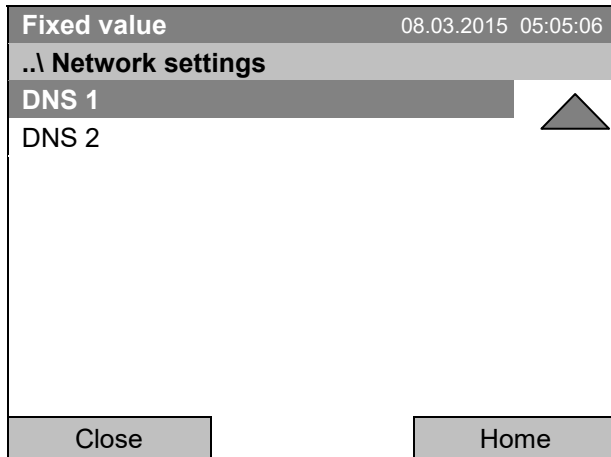 Fixed value 08.03.2015 05:05:06
..\ Network settings
DNS 1
DNS 2
Close Home